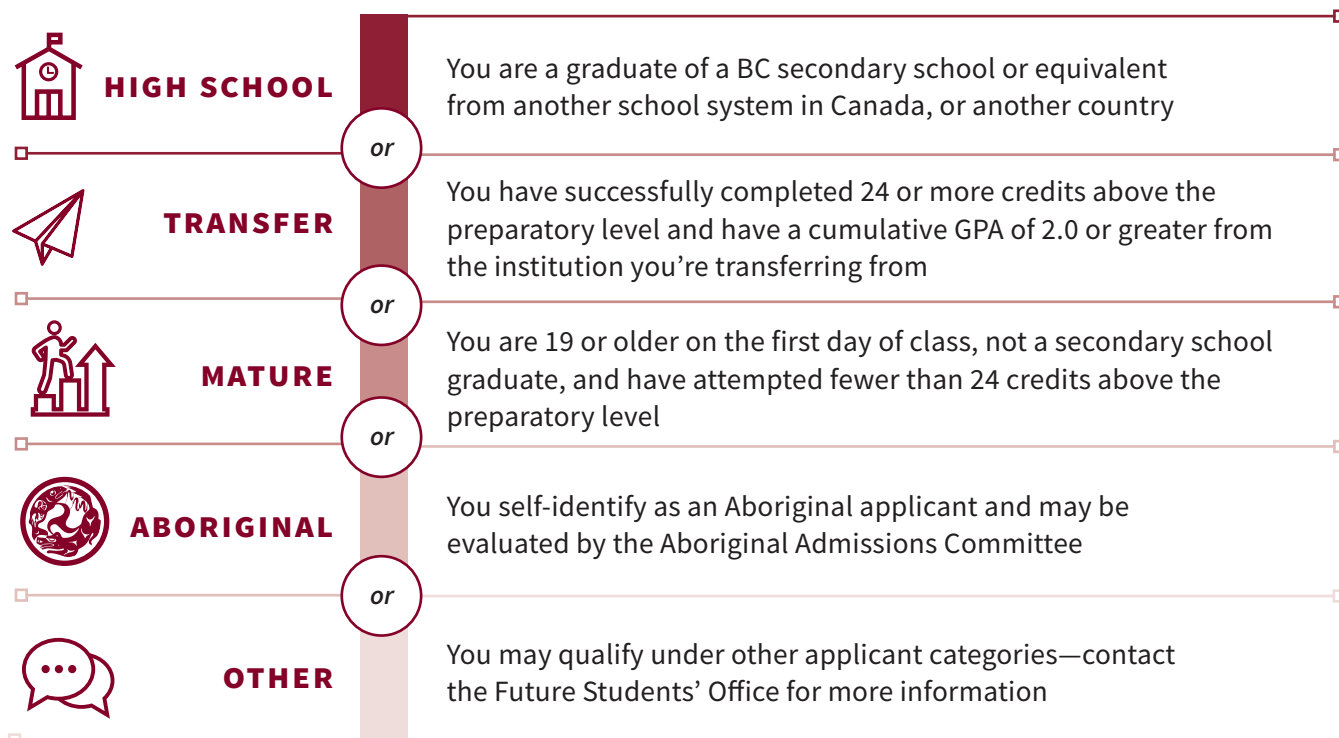 HIGH SCHOOL
You are a graduate of a BC secondary school or equivalent
from another school system in Canada, or another country
or
TRANSFER
You have successfully completed 24 or more credits above the
preparatory level and have a cumulative GPA of 2.0 or greater from
the institution you’re transferring from
or
MATURE
You are 19 or older on the first day of class, not a secondary school
graduate, and have attempted fewer than 24 credits above the
preparatory level
or
ABORIGINAL
You self-identify as an Aboriginal applicant and may be
evaluated by the Aboriginal Admissions Committee
or
OTHER
You may qualify under other applicant categories—contact
the Future Students’ Office for more information